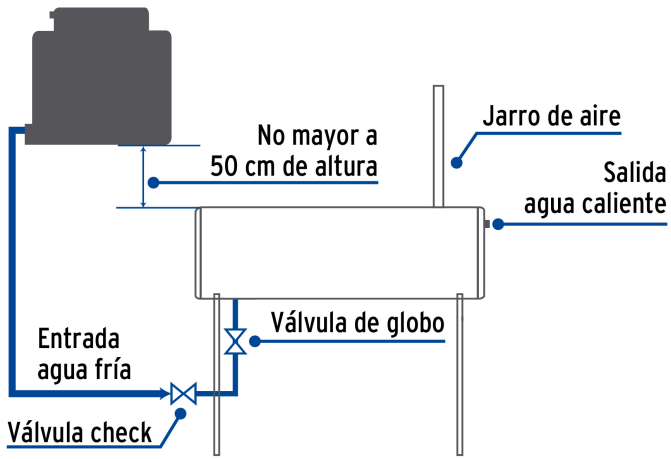 Jarro de aire
No mayor a
50 cm de altura
Salida
agua caliente
Válvula de globo
Entrada
agua fría
Válvula check